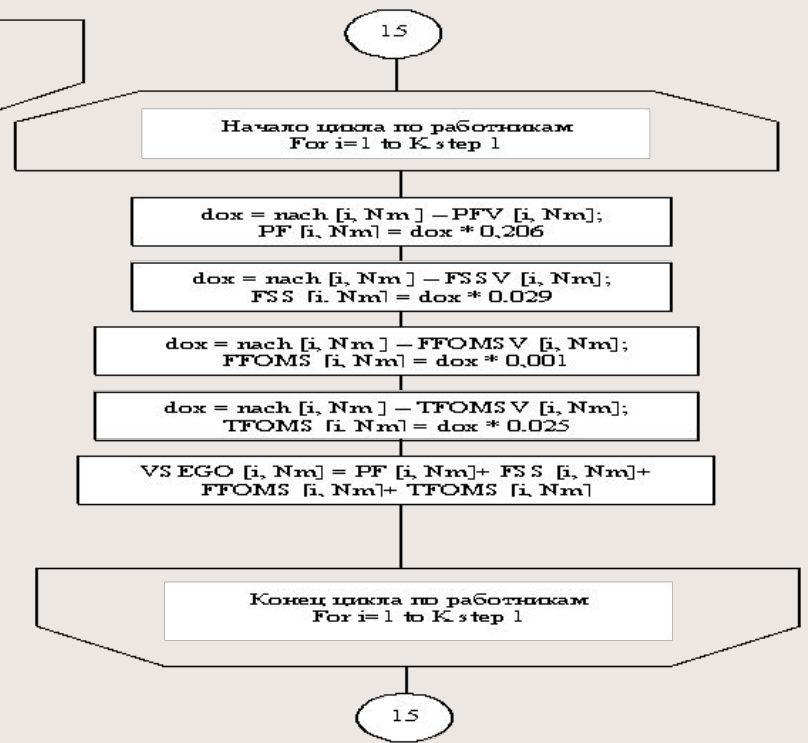 15
Начало цикла по работникам
For i=1 to K step 1
dox = nach [i, Nm ] – PFV [i, Nm];
PF [i, Nm] = dox * 0,206
dox = nach [i, Nm ] – FSSV [i, Nm];
FSS [i, Nm] = dox * 0.029
dox = nach [i, Nm ] – FFOMSV [i, Nm];
FFOMS [i, Nm] = dox * 0,001
dox = nach [i, Nm ] – TFOMSV [i, Nm];
TFOMS [i, Nm] = dox * 0.025
VSEGO [i, Nm] = PF [i, Nm]+ FSS [i, Nm]+
FFOMS [i, Nm]+ TFOMS [i, Nm]
Конец цикла по работникам
For i=1 to K step 1
15